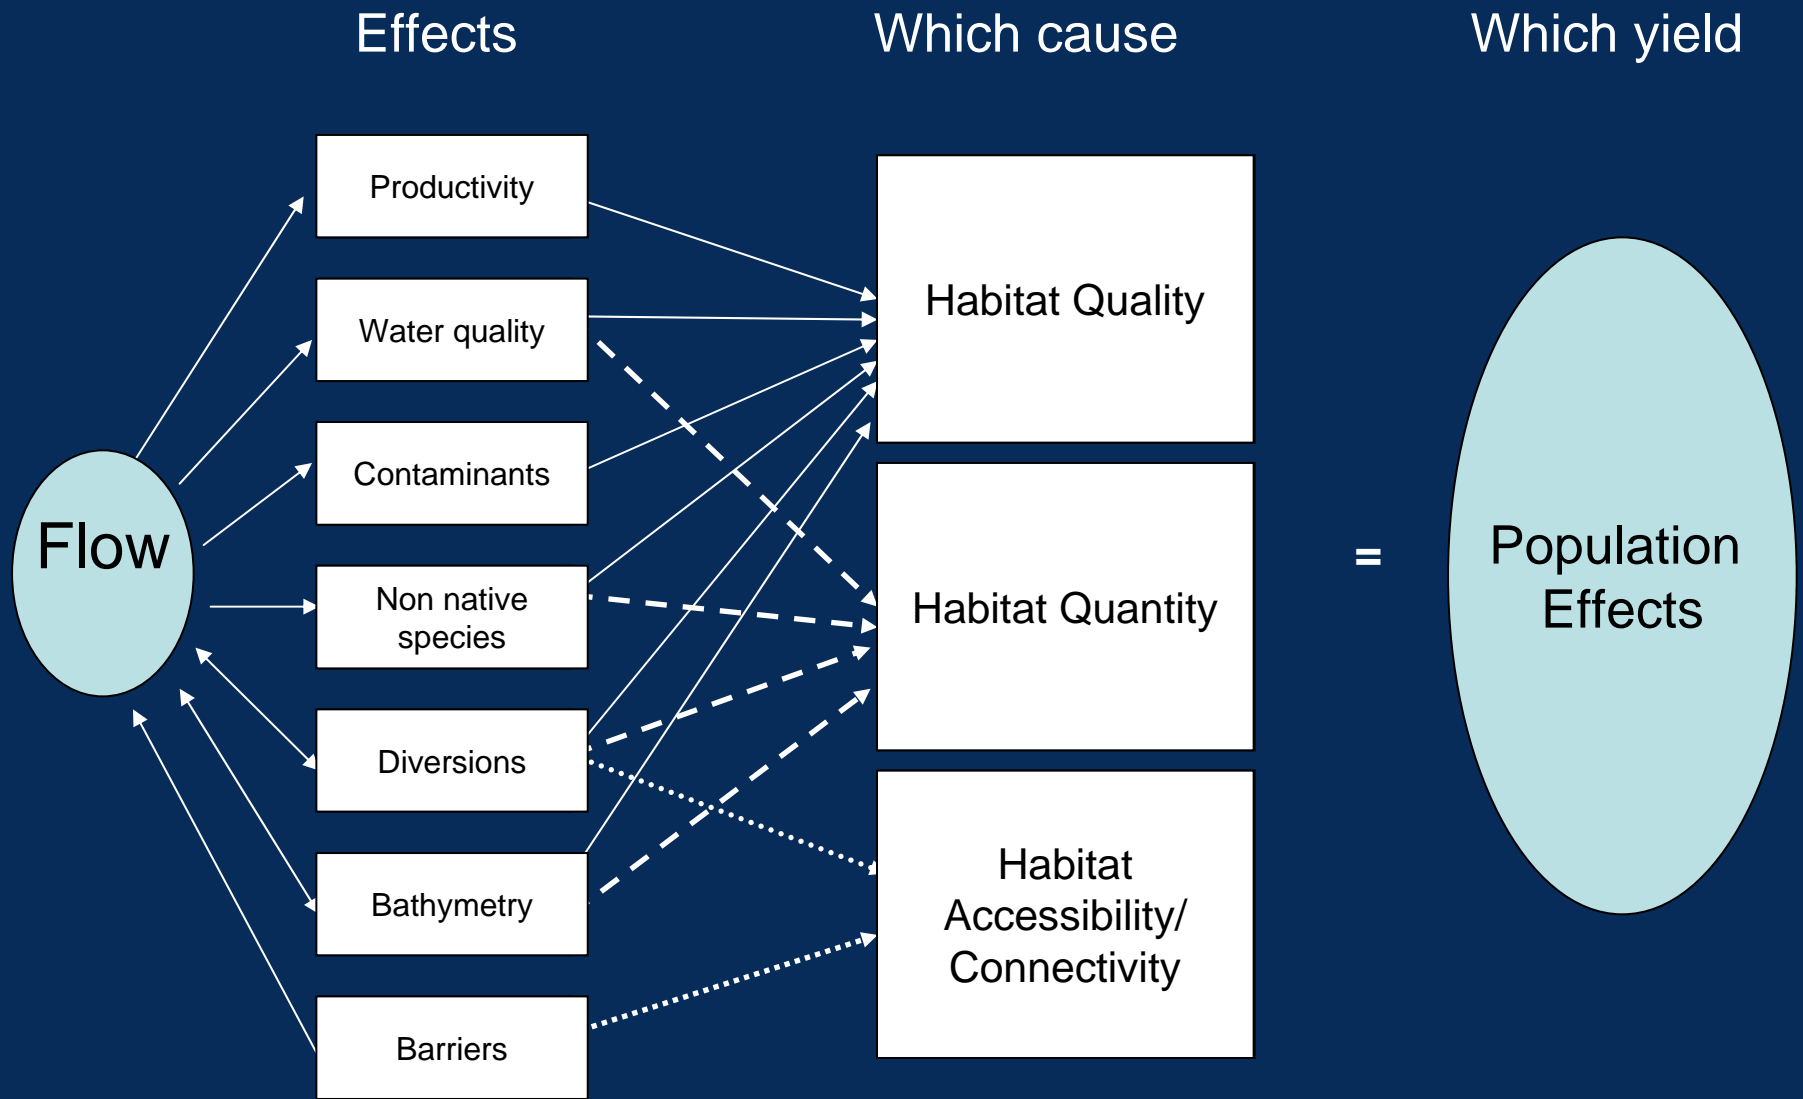 Effects
Which cause
Which yield
Flow
Productivity
Water quality
Contaminants
Non native
species
Diversions
Bathymetry
Barriers
Habitat Quality
Habitat Quantity
Habitat
Accessibility/
Connectivity
=
Population
Effects